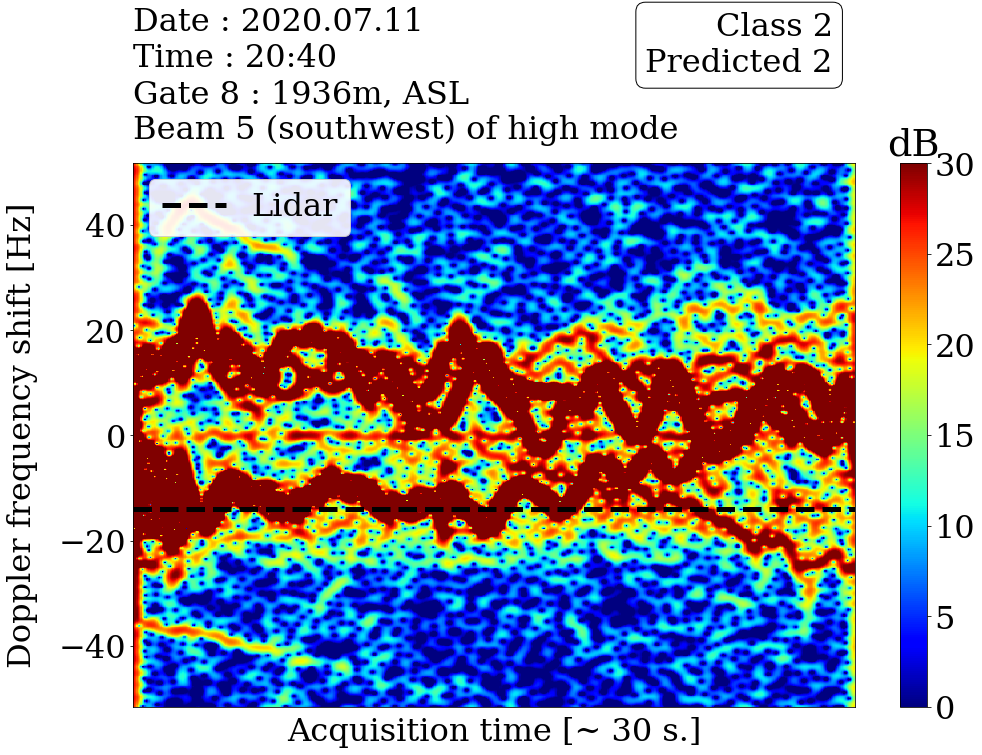 Date : 2020.07.11
Time : 20:40
Gate 8 : 1936m, ASL
Beam 5 (southwest) of high mode
Class 2
Predicted 2
dB
Lidar
Doppler frequency shift [Hz]
40
20
0
−20
−40
30
25
20
15
10
5
0
Acquisition time [~ 30 s.]